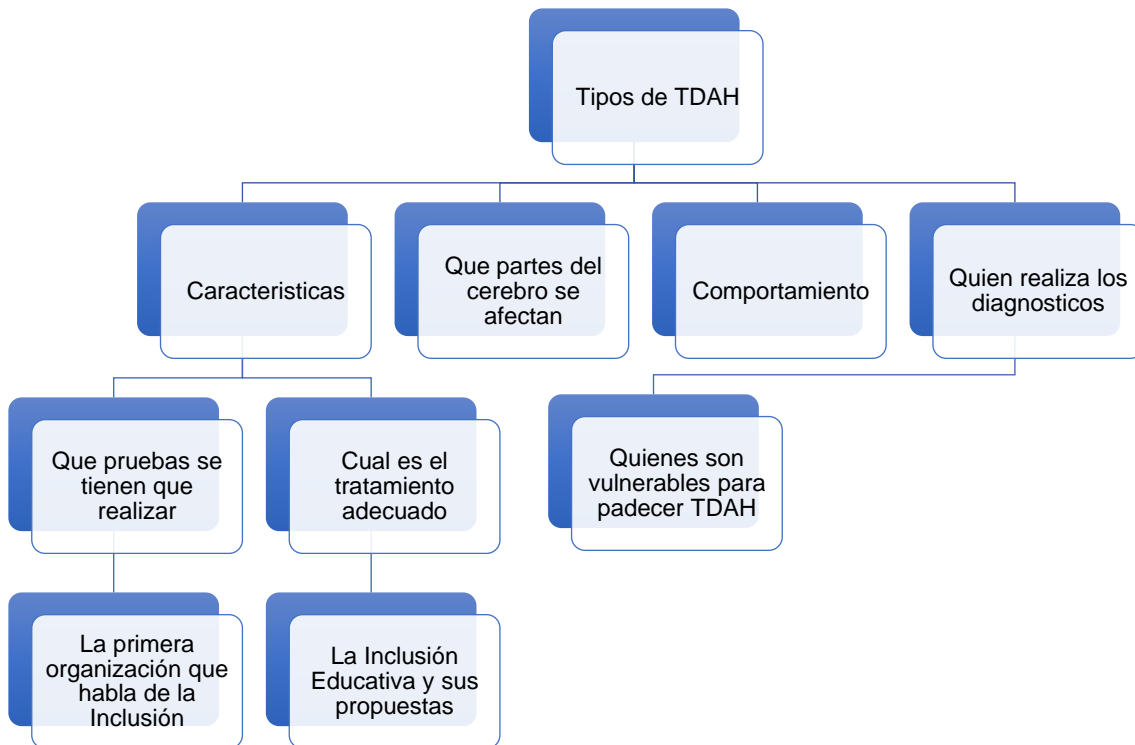 Tipos de TDAH
Caracteristicas
Que partes del
cerebro se
afectan
Comportamiento
Quien realiza los
diagnosticos
Que pruebas se
tienen que
realizar
Cual es el
tratamiento
adecuado
Quienes son
vulnerables para
padecer TDAH
La primera
organización que
habla de la
Inclusión
La Inclusión
Educativa y sus
propuestas